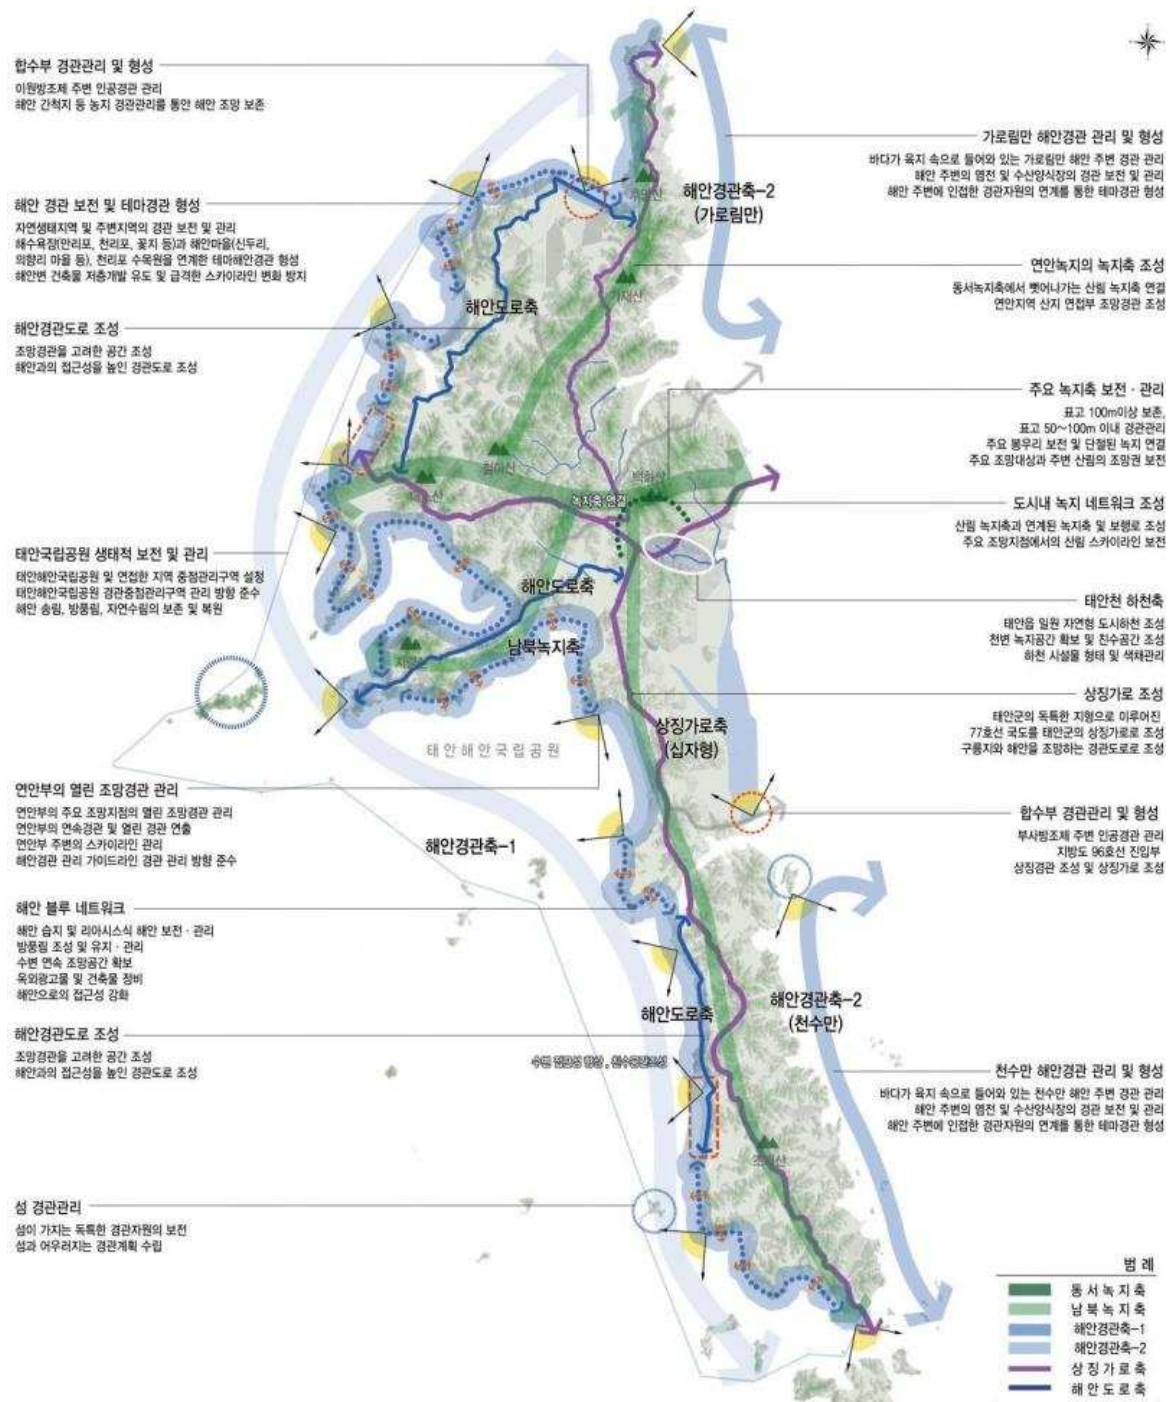 합수부 경관관리 및 형성
이원방조제 주변 인공경관 관리
해안 간척지 등 농지 경관관리를 통안 해안 조망 보존
해안 경관 보전 및 테마경관 형성
자연생태지역 및 주변지역의 경관 보전 및 관리
해수욕장(만리포, 천리포, 꽃지 등)과 해안마을(신두리,
의항리 마을 등), 천리포 수목원을 연계한 테마해안경관 형성
해안변 건축물 저층개발 유도 및 급격한 스카이라인 변화 방지
해안경관도로 조성
조망경관을 고려한 공간 조성
해안과의 접근성을 높인 경관도로 조성
태안국립공원 생태적 보전 및 관리
태안해안국립공원 및 연접한 지역 중점관리구역 설정
태안해안국립공원 경관중점관리구역 관리 방향 준수
해안 송림, 방풍림, 자연수림의 보존 및 복원
연안부의 열린 조망경관 관리
연안부의 주요 조망지점의 열린 조망경관 관리
연안부의 연속경관 및 열린 경관 연출
연안부 주변의 스카이라인 관리
해안경관 관리 가이드라인 경관 관리 방향 준수
해안 블루 네트워크
해안 습지 및 리아시스식 해안 보전 · 관리
방풍림 조성 및 유지 · 관리
수변 연속 조망공간 확보
옥외광고물 및 건축물 정비
해안으로의 접근성 강화
해안경관도로 조성
조망경관을 고려한 공간 조성
해안과의 접근성을 높인 경관도로 조성
섬 경관관리
섬이 가지는 독특한 경관자원의 보전
섬과 어우러지는 경관계획 수립
해안경관축-2
(가로림만)
해안도로축
백화산
녹지축 연결
해안도로축
남북녹지축
상징가로축
(십자형)
태안해안국립공원
해안경관축-1
해안도로축
해안경관축-2
(천수만)
가로림만 해안경관 관리 및 형성
바다가 육지 속으로 들어와 있는 가로림만 해안 주변 경관 관리
해안 주변의 염전 및 수산양식장의 경관 보전 및 관리
해안 주변에 인접한 경관자원의 연계를 통한 테마경관 형성
연안녹지의 녹지축 조성
동서녹지축에서 뻗어나가는 산림 녹지축 연결
연안지역 산지 연접부 조망경관 조성
주요 녹지축 보전 · 관리
표고 100m이상 보존,
표고 50~100m 이내 경관관리
주요 봉우리 보전 및 단절된 녹지 연결
주요 조망대상과 주변 산림의 조망권 보전
도시내 녹지 네트워크 조성
산림 녹지축과 연계된 녹지축 및 보행로 조성
주요 조망지점에서의 산림 스카이라인 보전
태안천 하천축
태안읍 일원 자연형 도시하천 조성
천변 녹지공간 확보 및 친수공간 조성
하천 시설물 형태 및 색채관리
상징가로 조성
태안군의 독특한 지형으로 이루어진
77호선 국도를 태안군의 상징가로로 조성
구릉지와 해안을 조망하는 경관도로로 조성
합수부 경관관리 및 형성
부사방조제 주변 인공경관 관리
지방도 96호선 진입부
상징경관 조성 및 상징가로 조성
천수만 해안경관 관리 및 형성
바다가 육지 속으로 들어와 있는 천수만 해안 주변 경관 관리
해안 주변의 염전 및 수산양식장의 경관 보전 및 관리
해안 주변에 인접한 경관자원의 연계를 통한 테마경관 형성
범 례
동서녹지축
남북녹지축
해안경관축-1
해안경관축-2
상징가로축
해안도로축